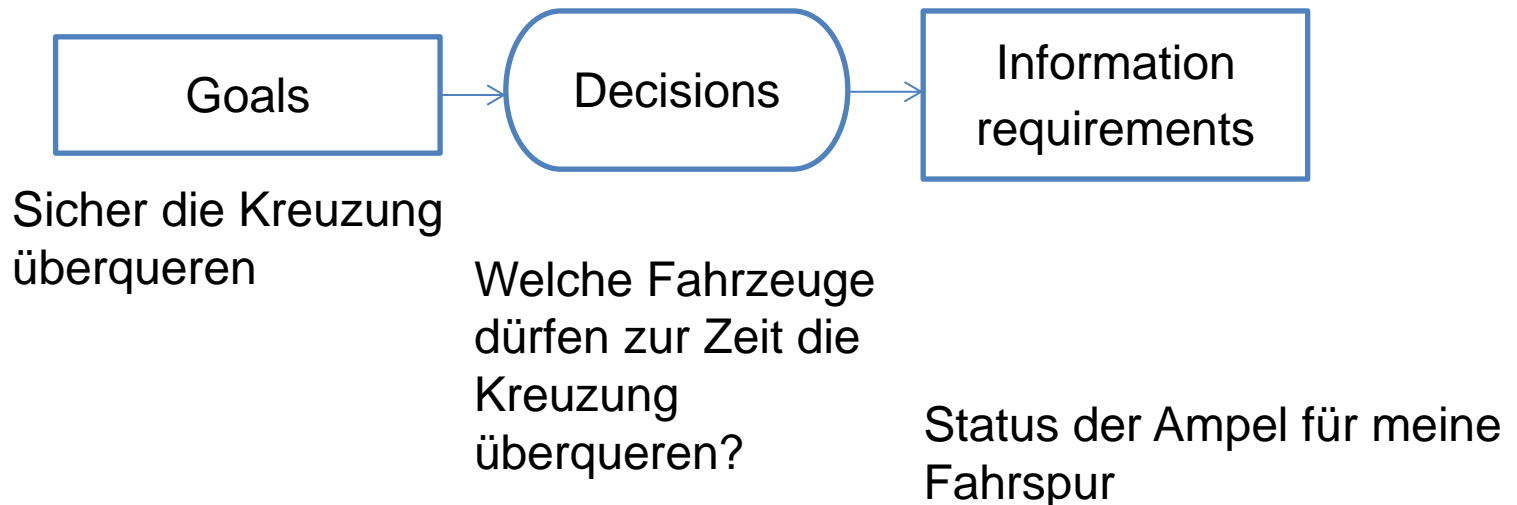 Goals
Decisions
Information
requirements
Sicher die Kreuzung
überqueren
Welche Fahrzeuge
dürfen zur Zeit die
Kreuzung
überqueren?
Status der Ampel für meine
Fahrspur